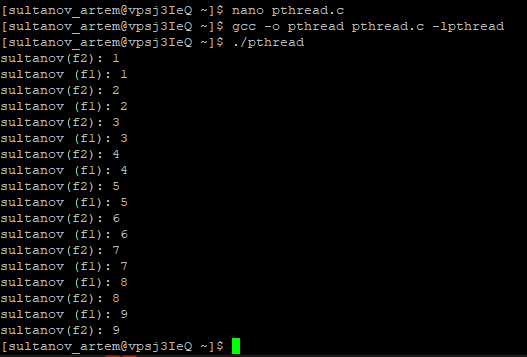 [sultanov_artem@vpsj3IeQ ~]$ nano pthread.c
[sultanov_artem@vpsj3IeQ ~]$ gcc -o pthread pthread.c -lpthread
[sultanov_artem@vpsj3IeQ ~]$ ./pthread
sultanov(f2): 1
sultanov (f1): 1
sultanov(f2): 2
sultanov (f1): 2
sultanov(f2): 3
sultanov (f1): 3
sultanov(f2): 4
sultanov (f1): 4
sultanov(f2): 5
sultanov (f1): 5
sultanov(f2): 6
sultanov (f1): 6
sultanov(f2): 7
sultanov (f1): 7
sultanov (f1): 8
sultanov(f2): 8
sultanov (f1): 9
sultanov(f2): 9
[sultanov_artem@vpsj3IeQ ~]$